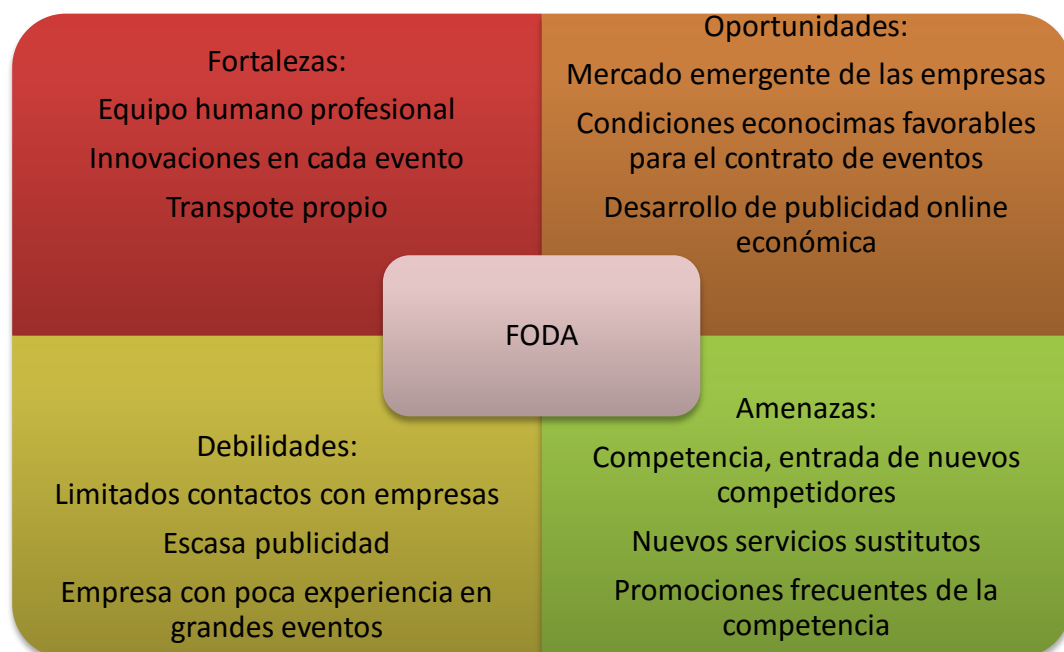 Fortalezas:
Equipo humano profesional
Innovaciones en cada evento
Transpote propio
Oportunidades:
Mercado emergente de las empresas
Condiciones econocimas favorables
para el contrato de eventos
Desarrollo de publicidad online
económica
FODA
Debilidades:
Limitados contactos con empresas
Escasa publicidad
Empresa con poca experiencia en
grandes eventos
Amenazas:
Competencia, entrada de nuevos
competidores
Nuevos servicios sustitutos
Promociones frecuentes de la
competencia